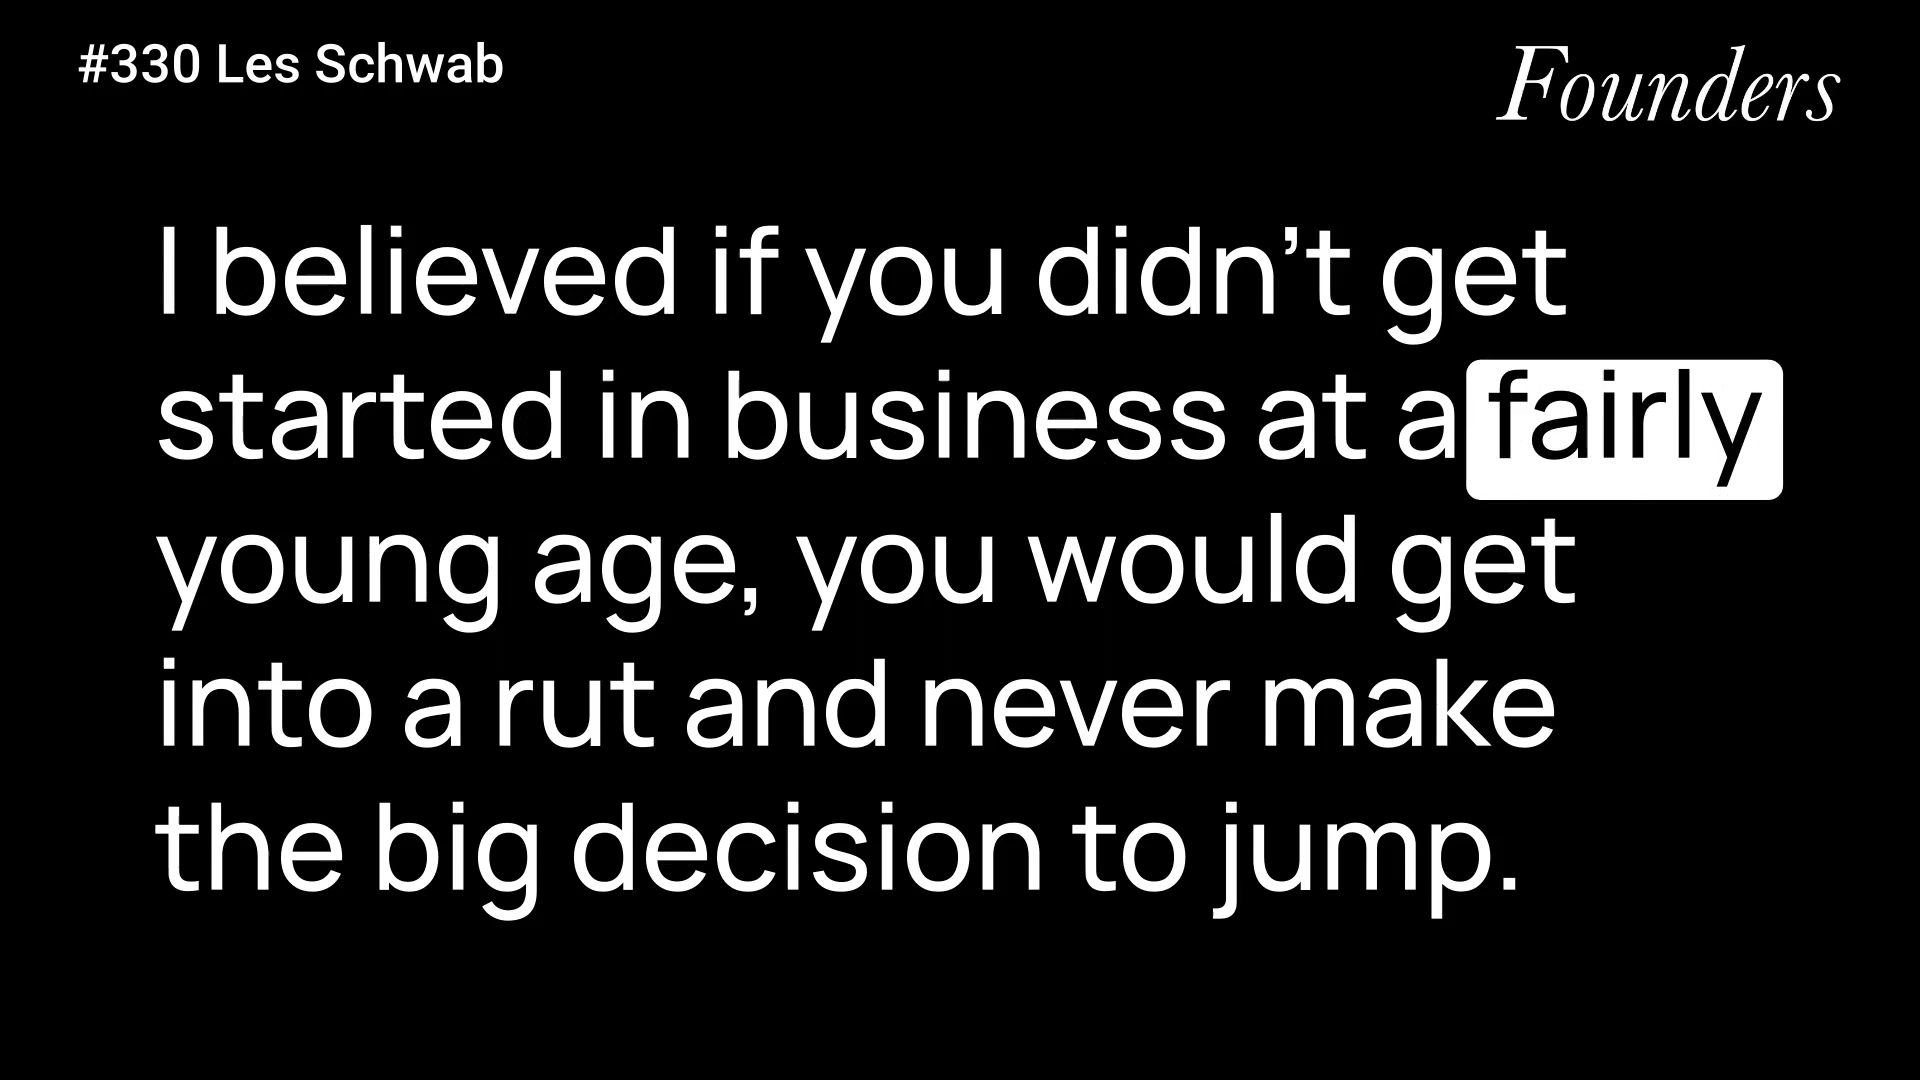 #330 Les Schwab
Founders
I believed if you didn’t get
started in business at a fairly
young age, you would get
into a rut and never make
the big decision to jump.